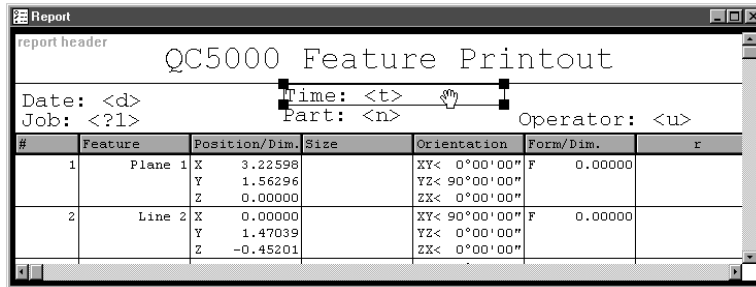 Report
report header
QC5000 Feature Printout
Date: <d> Time: <t>
Job: <?1> Part: <n> Operator: <u>
# Feature Position/Dim. Size Orientation Form/Dim. r
1 Plane 1 X 3.22598 XY< 0°00'00" F 0.00000
Y 1.56296 YZ< 90°00'00"
Z 0.00000 ZX< 0°00'00"
2 Line 2 X 0.00000 XY< 90°00'00" F 0.00000
Y 1.47039 YZ< 0°00'00"
Z -0.45201 ZX< 0°00'00"